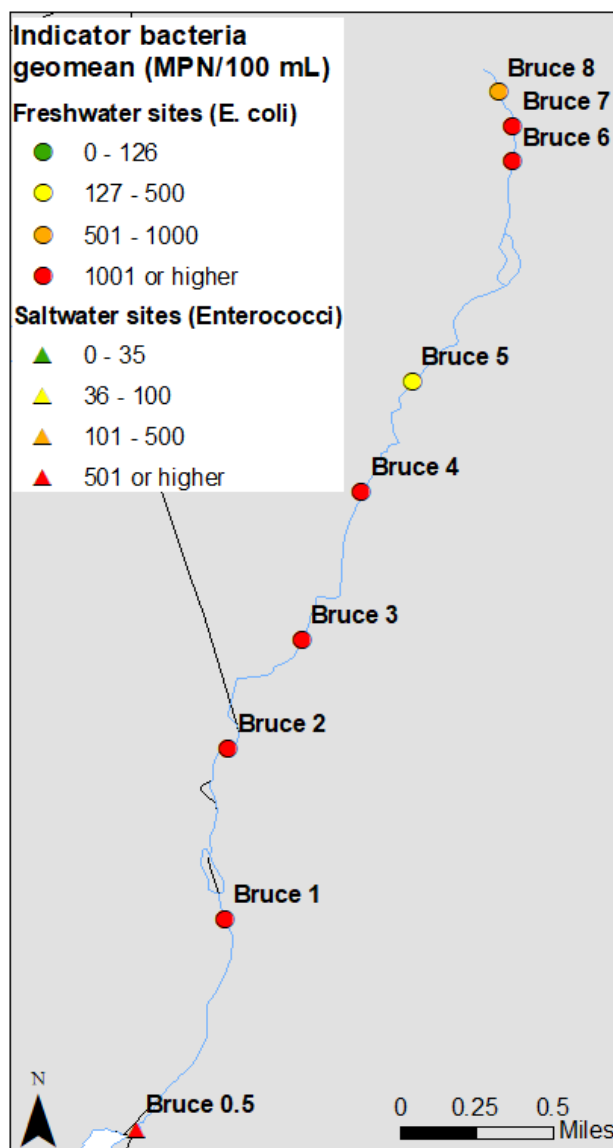 Indicator bacteria
geomean (MPN/100 mL)
Freshwater sites (E. coli)
0 - 126
127 - 500
501 - 1000
1001 or higher
Saltwater sites (Enterococci)
0 - 35
36 - 100
101 - 500
501 or higher
Bruce 8
Bruce 7
Bruce 6
Bruce 5
Bruce 4
Bruce 3
Bruce 2
Bruce 1
Bruce 0.5
N
0 0.25 0.5
Miles